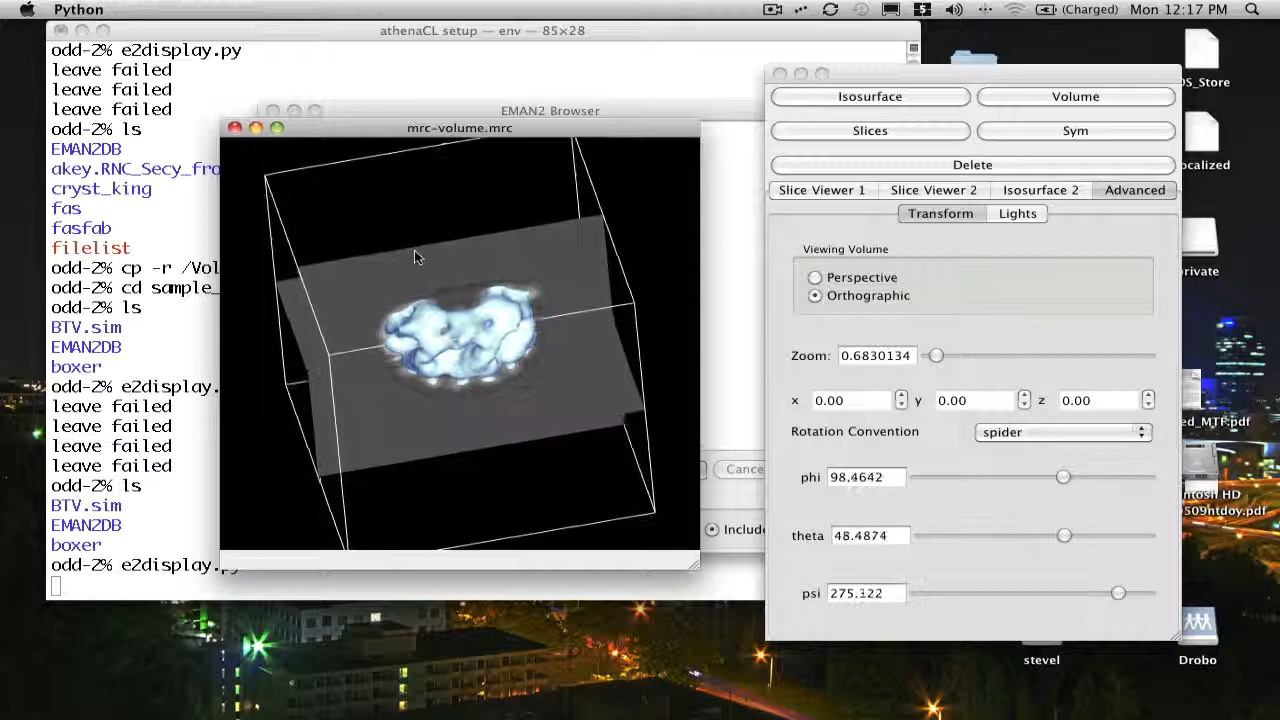 Python
(Charged)
Mon 12:17 PM
athenaCL setup — env — 85×28
odd-2% e2display.py
leave failed
leave failed
leave failed
odd-2% ls
EMAN2DB
akey.RNC_Secy_fro
cryst_king
fas
fasfab
filelist
odd-2% cp -r /Vol
odd-2% cd sample_
odd-2% ls
BTV.sim
EMAN2DB
boxer
odd-2% e2display.p
leave failed
leave failed
leave failed
leave failed
odd-2% ls
BTV.sim
EMAN2DB
boxer
odd-2% e2display.py
EMAN2 Browser
Cance
Include
mrc-volume.mrc
Isosurface
Volume
Slices
Sym
Delete
Slice Viewer 1
Slice Viewer 2
Isosurface 2
Advanced
Transform
Lights
Viewing Volume
Perspective
Orthographic
Zoom: 0.6830134
x 0.00 y 0.00 z 0.00
Rotation Convention spider
phi 98.4642
theta 48.4874
psi 275.122
OS_Store
ocalized
rivate
ed_MTF.pdf
ntosh HD
0509ntdoy.pdf
stevel
Drobo